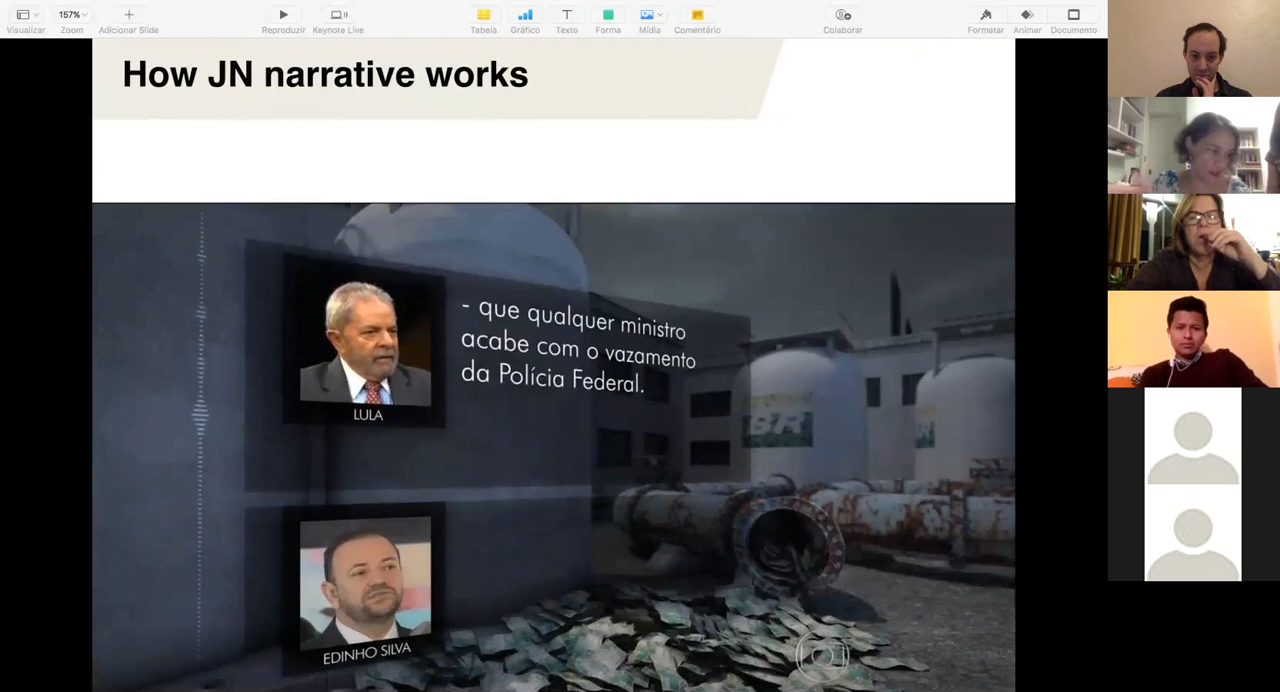 157%
Visualizar
Zoom
Adicionar Slide
Reproduzir
Keynote Live
Tabela
Gráfico
Texto
Forma
Mídia
Comentário
Colaborar
Formatar
Animar
Documento
How JN narrative works
- que qualquer ministro
acabe com o vazamento
da Polícia Federal.
LULA
BR
EDINHO SILVA